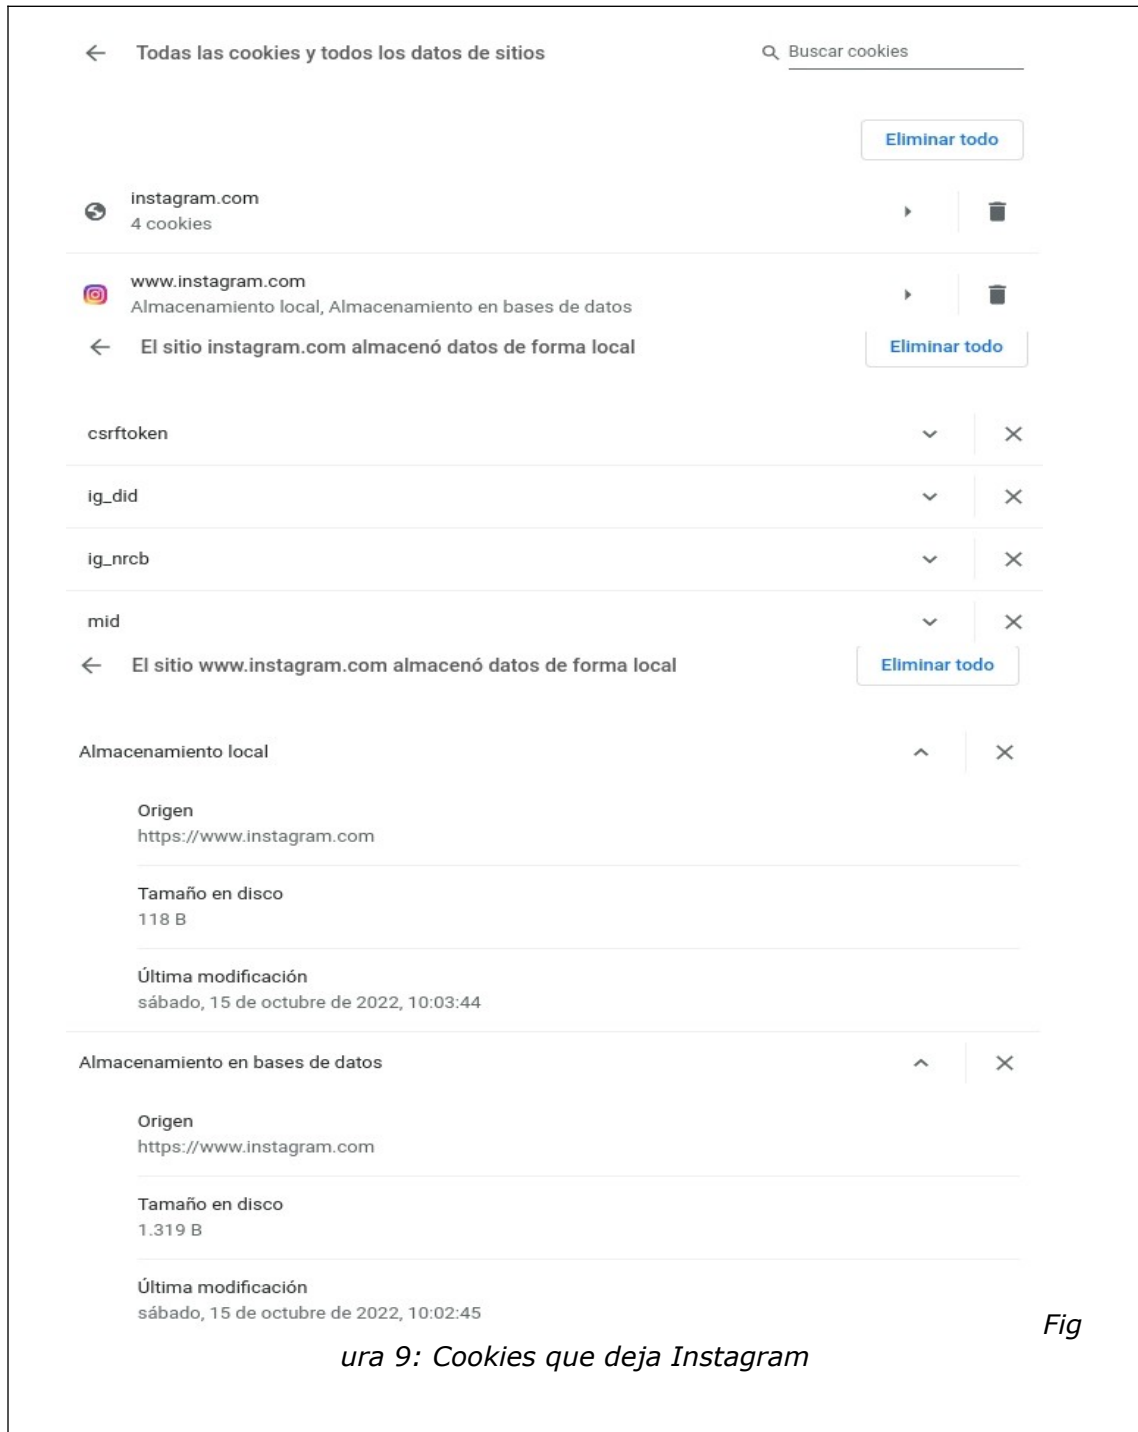 Todas las cookies y todos los datos de sitios
Buscar cookies
Eliminar todo
instagram.com
4 cookies
www.instagram.com
Almacenamiento local, Almacenamiento en bases de datos
El sitio instagram.com almacenó datos de forma local
Eliminar todo
csrftoken
ig_did
ig_nrcb
mid
El sitio www.instagram.com almacenó datos de forma local
Eliminar todo
Almacenamiento local
Origen
https://www.instagram.com
Tamaño en disco
118 B
Última modificación
sábado, 15 de octubre de 2022, 10:03:44
Almacenamiento en bases de datos
Origen
https://www.instagram.com
Tamaño en disco
1.319 B
Última modificación
sábado, 15 de octubre de 2022, 10:02:45
Fig
ura 9: Cookies que deja Instagram